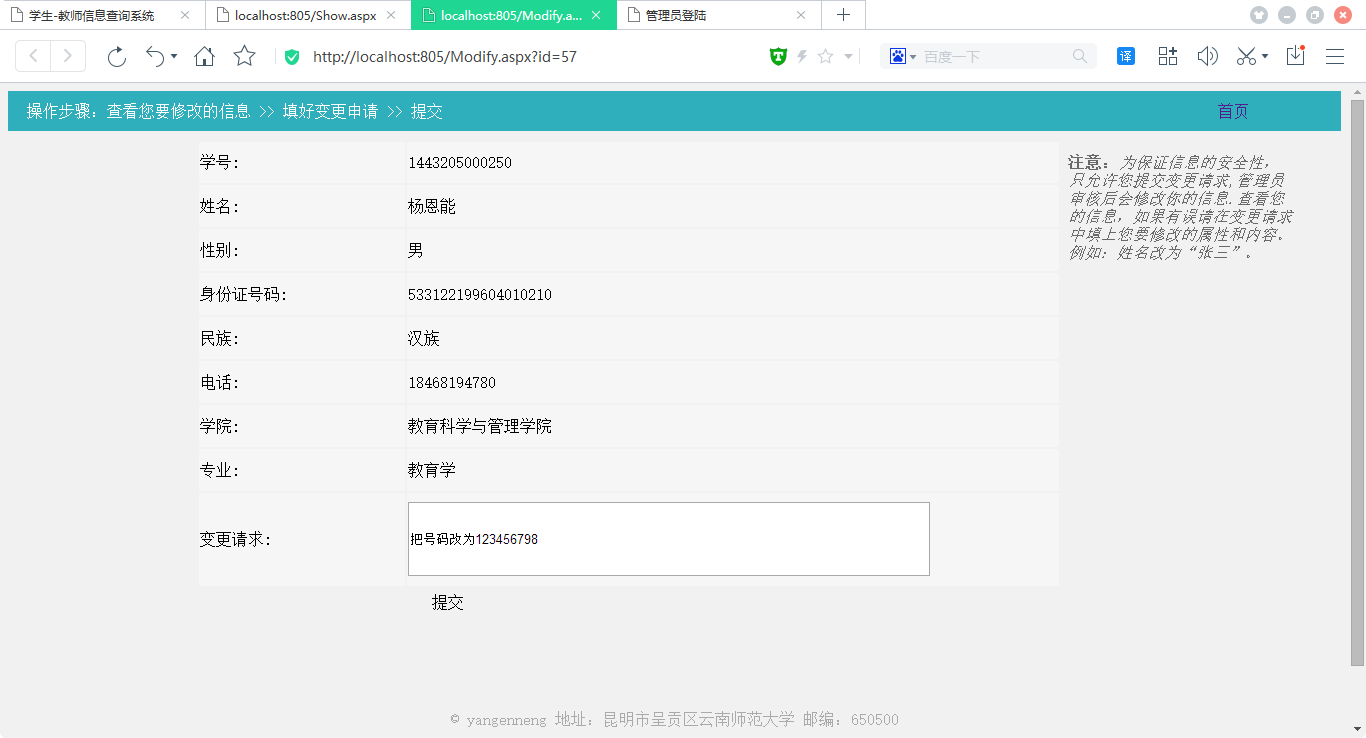 学生-教师信息查询系统
localhost:805/Show.aspx
localhost:805/Modify.a...
管理员登陆
http://localhost:805/Modify.aspx?id=57
百度一下
译
操作步骤：查看您要修改的信息 >> 填好变更申请 >> 提交
首页
学号: 1443205000250
姓名: 杨恩能
性别: 男
身份证号码: 533122199604010210
民族: 汉族
电话: 18468194780
学院: 教育科学与管理学院
专业: 教育学
变更请求: 把号码改为123456798
提交
注意：为保证信息的安全性，
只允许您提交变更请求,管理员
审核后会修改你的信息.查看您
的信息，如果有误请在变更请求
中填上您要修改的属性和内容。
例如：姓名改为“张三”。
© yangenneng 地址：昆明市呈贡区云南师范大学 邮编：650500